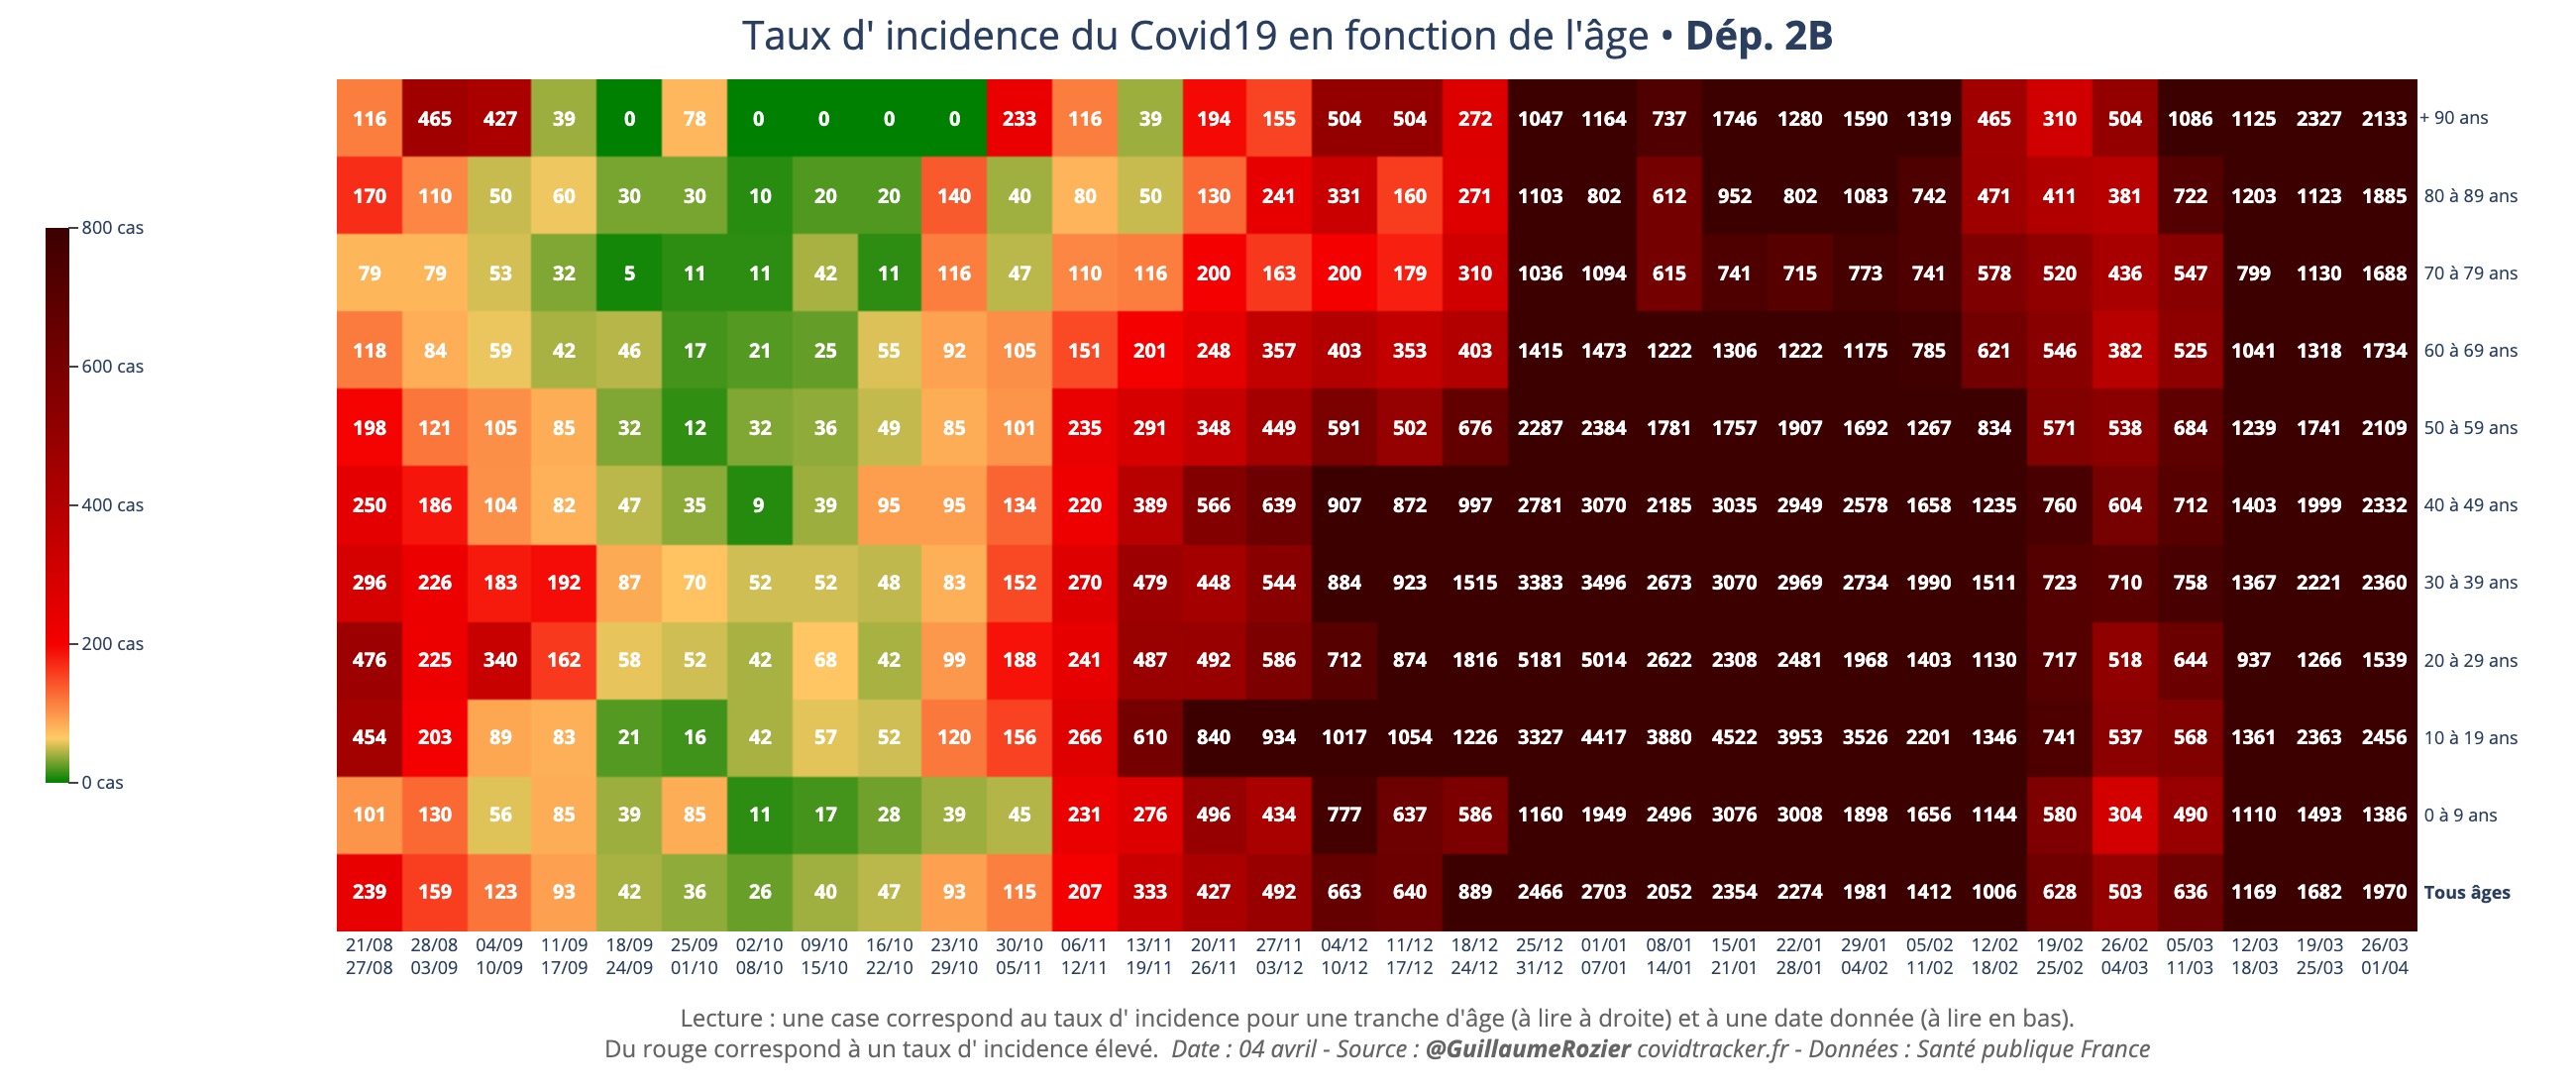 Taux d' incidence du Covid19 en fonction de l'âge • Dép. 2B
116 465 427 39 0 78 0 0 0 0 233 116 39 194 155 504 504 272 1047 1164 737 1746 1280 1590 1319 465 310 504 1086 1125 2327 2133 + 90 ans
170 110 50 60 30 30 10 20 20 140 40 80 50 130 241 331 160 271 1103 802 612 952 802 1083 742 471 411 381 722 1203 1123 1885 80 à 89 ans
800 cas
79 79 53 32 5 11 11 42 11 116 47 110 116 200 163 200 179 310 1036 1094 615 741 715 773 741 578 520 436 547 799 1130 1688 70 à 79 ans
118 84 59 42 46 17 21 25 55 92 105 151 201 248 357 403 353 403 1415 1473 1222 1306 1222 1175 785 621 546 382 525 1041 1318 1734 60 à 69 ans
600 cas
198 121 105 85 32 12 32 36 49 85 101 235 291 348 449 591 502 676 2287 2384 1781 1757 1907 1692 1267 834 571 538 684 1239 1741 2109 50 à 59 ans
400 cas
250 186 104 82 47 35 9 39 95 95 134 220 389 566 639 907 872 997 2781 3070 2185 3035 2949 2578 1658 1235 760 604 712 1403 1999 2332 40 à 49 ans
296 226 183 192 87 70 52 52 48 83 152 270 479 448 544 884 923 1515 3383 3496 2673 3070 2969 2734 1990 1511 723 710 758 1367 2221 2360 30 à 39 ans
200 cas
476 225 340 162 58 52 42 68 42 99 188 241 487 492 586 712 874 1816 5181 5014 2622 2308 2481 1968 1403 1130 717 518 644 937 1266 1539 20 à 29 ans
454 203 89 83 21 16 42 57 52 120 156 266 610 840 934 1017 1054 1226 3327 4417 3880 4522 3953 3526 2201 1346 741 537 568 1361 2363 2456 10 à 19 ans
0 cas
101 130 56 85 39 85 11 17 28 39 45 231 276 496 434 777 637 586 1160 1949 2496 3076 3008 1898 1656 1144 580 304 490 1110 1493 1386 0 à 9 ans
239 159 123 93 42 36 26 40 47 93 115 207 333 427 492 663 640 889 2466 2703 2052 2354 2274 1981 1412 1006 628 503 636 1169 1682 1970 Tous âges
21/08 28/08 04/09 11/09 18/09 25/09 02/10 09/10 16/10 23/10 30/10 06/11 13/11 20/11 27/11 04/12 11/12 18/12 25/12 01/01 08/01 15/01 22/01 29/01 05/02 12/02 19/02 26/02 05/03 12/03 19/03 26/03
27/08 03/09 10/09 17/09 24/09 01/10 08/10 15/10 22/10 29/10 05/11 12/11 19/11 26/11 03/12 10/12 17/12 24/12 31/12 07/01 14/01 21/01 28/01 04/02 11/02 18/02 25/02 04/03 11/03 18/03 25/03 01/04
Lecture : une case correspond au taux d' incidence pour une tranche d'âge (à lire à droite) et à une date donnée (à lire en bas).
Du rouge correspond à un taux d' incidence élevé. Date : 04 avril - Source : @GuillaumeRozier covidtracker.fr - Données : Santé publique France